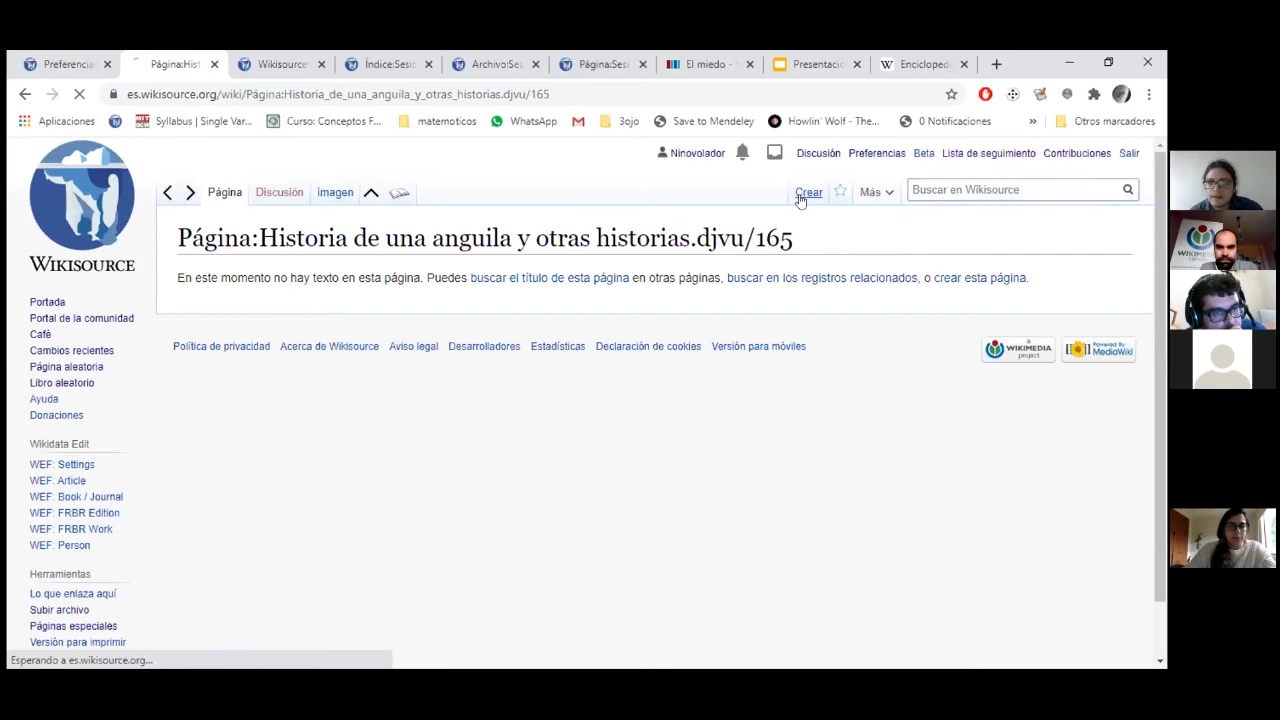 Preferencia
Página:Hist
Wikisource
Índice:Sesio
Archivo:Ses
Página:Sesi
El miedo -
Presentació
Encicloped
es.wikisource.org/wiki/Página:Historia_de_una_anguila_y_otras_historias.djvu/165
Aplicaciones
Syllabus | Single Var...
Curso: Conceptos F...
matemoticos
WhatsApp
3ojo
Save to Mendeley
Howlin' Wolf - The...
0 Notificaciones
»
Otros marcadores
Ninovolador
Discusión
Preferencias
Beta
Lista de seguimiento
Contribuciones
Salir
Página
Discusión
Imagen
Crear
Más
Buscar en Wikisource
WIKISOURCE
Página:Historia de una anguila y otras historias.djvu/165
En este momento no hay texto en esta página. Puedes buscar el título de esta página en otras páginas, buscar en los registros relacionados, o crear esta página.
Portada
Portal de la comunidad
Café
Cambios recientes
Página aleatoria
Libro aleatorio
Ayuda
Donaciones
Wikidata Edit
WEF: Settings
WEF: Article
WEF: Book / Journal
WEF: FRBR Edition
WEF: FRBR Work
WEF: Person
Herramientas
Lo que enlaza aquí
Subir archivo
Páginas especiales
Versión para imprimir
Política de privacidad
Acerca de Wikisource
Aviso legal
Desarrolladores
Estadísticas
Declaración de cookies
Versión para móviles
A WIKIMEDIA project
Powered By MediaWiki
Esperando a es.wikisource.org...